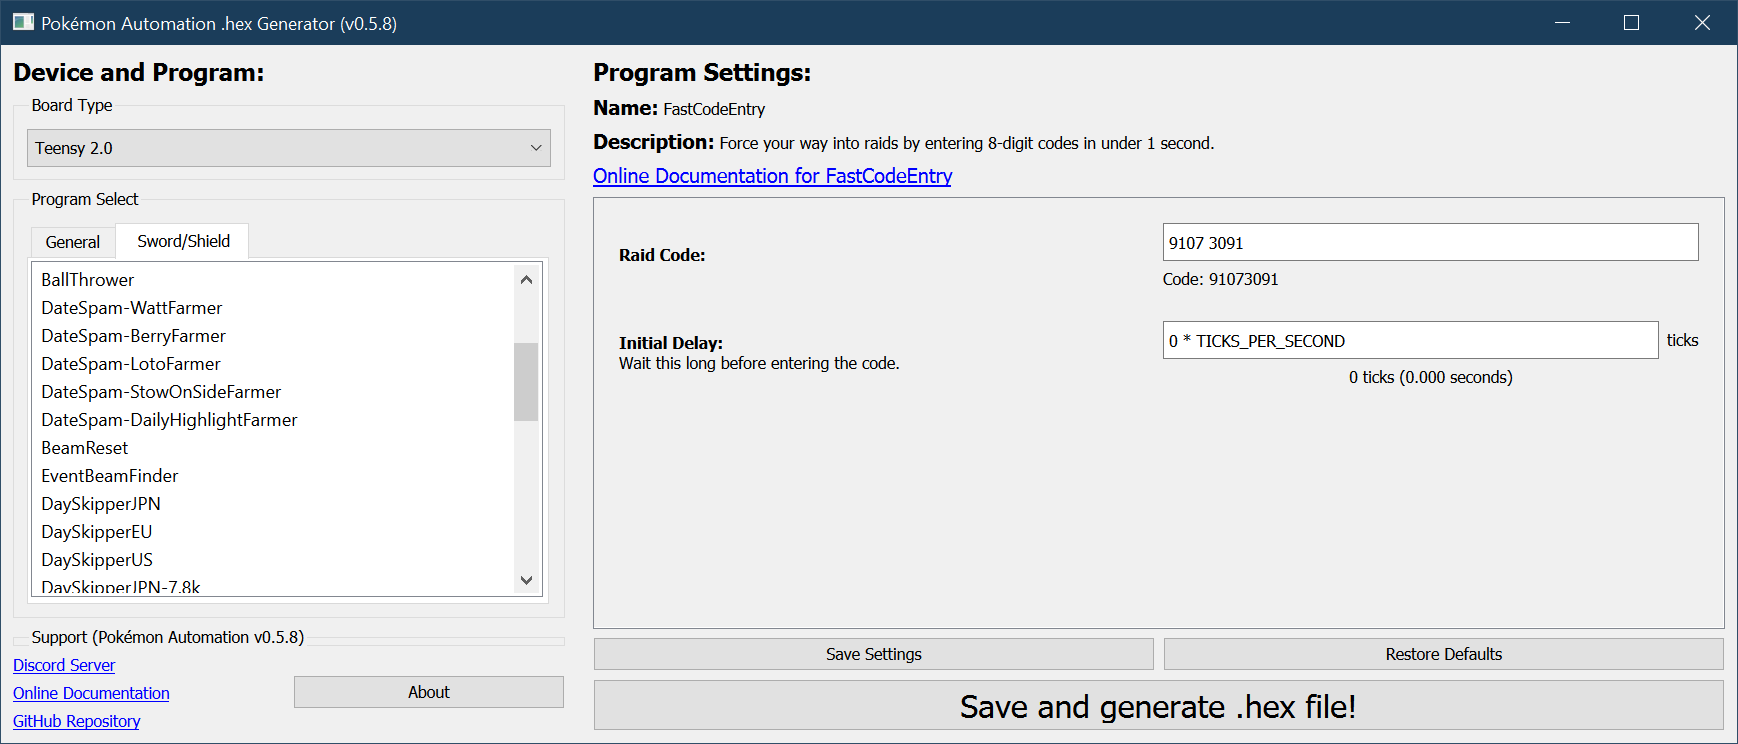 Pokémon Automation .hex Generator (v0.5.8)
Device and Program:
Board Type
Teensy 2.0
Program Select
General
Sword/Shield
BallThrower
DateSpam-WattFarmer
DateSpam-BerryFarmer
DateSpam-LotoFarmer
DateSpam-StowOnSideFarmer
DateSpam-DailyHighlightFarmer
BeamReset
EventBeamFinder
DaySkipperJPN
DaySkipperEU
DaySkipperUS
DaySkipperJPN-7.8k
Support (Pokémon Automation v0.5.8)
Discord Server
Online Documentation
GitHub Repository
About
Program Settings:
Name: FastCodeEntry
Description: Force your way into raids by entering 8-digit codes in under 1 second.
Online Documentation for FastCodeEntry
Raid Code:
9107 3091
Code: 91073091
Initial Delay:
Wait this long before entering the code.
0 * TICKS_PER_SECOND
ticks
0 ticks (0.000 seconds)
Save Settings
Restore Defaults
Save and generate .hex file!